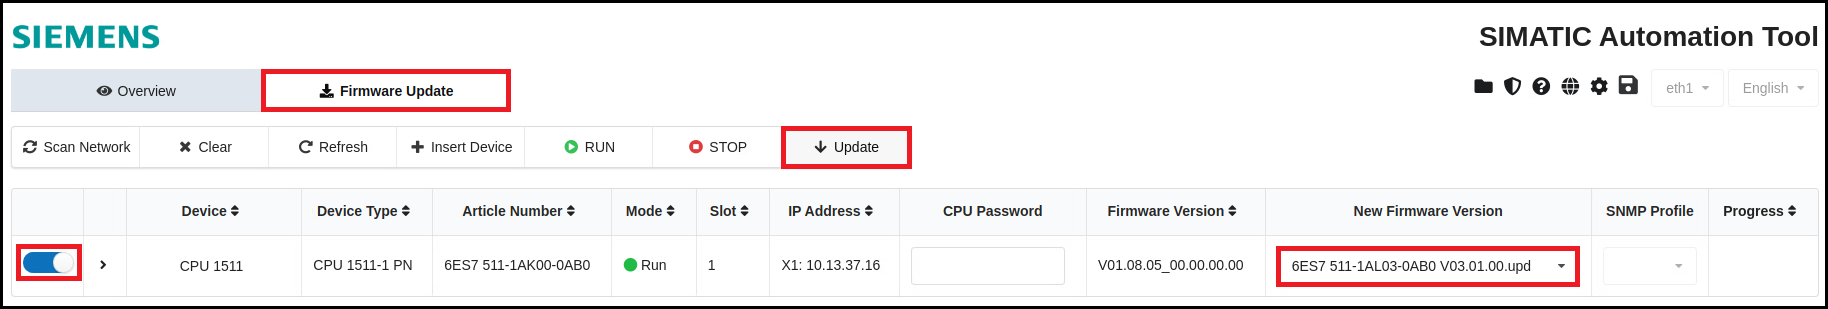 SIEMENS
SIMATIC Automation Tool
Overview
Firmware Update
eth1
English
Scan Network
Clear
Refresh
Insert Device
RUN
STOP
Update
Device Device Type Article Number Mode Slot IP Address CPU Password Firmware Version New Firmware Version SNMP Profile Progress
CPU 1511 CPU 1511-1 PN 6ES7 511-1AK00-0AB0 Run 1 X1: 10.13.37.16 V01.08.05_00.00.00.00 6ES7 511-1AL03-0AB0 V03.01.00.upd